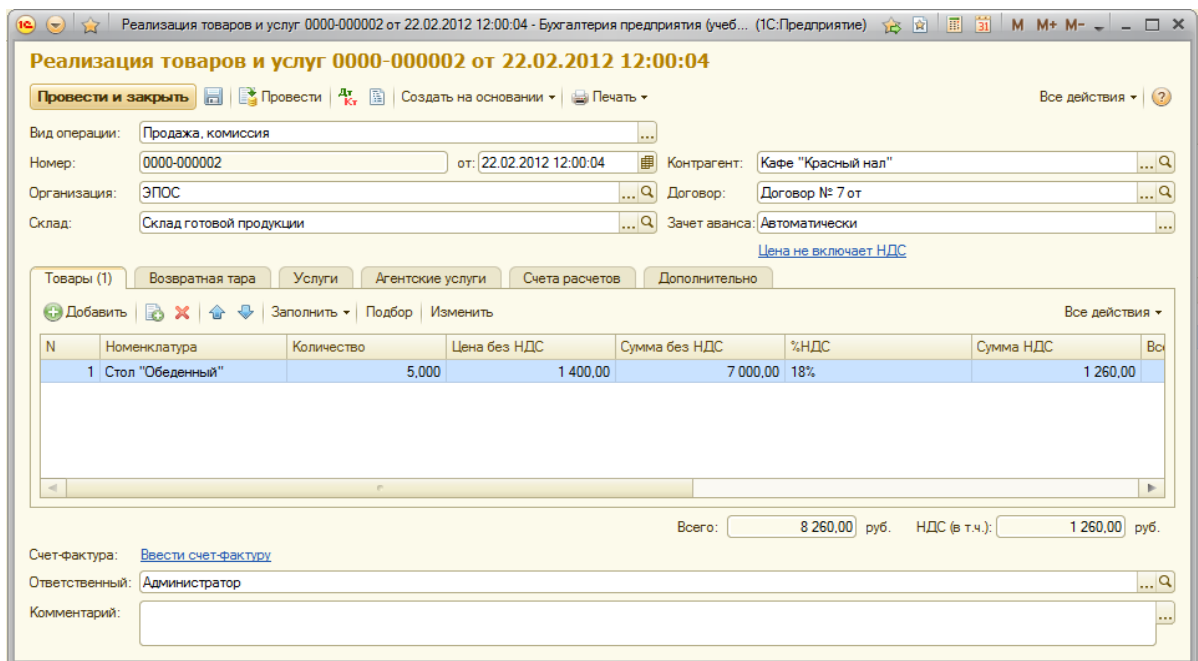 Реализация товаров и услуг 0000-000002 от 22.02.2012 12:00:04 - Бухгалтерия предприятия (учеб... (1С:Предприятие) 31 M M+ M-
Реализация товаров и услуг 0000-000002 от 22.02.2012 12:00:04
Провести и закрыть Провести Дт Кт Создать на основании Печать Все действия ?
Вид операции: Продажа, комиссия ...
Номер: 0000-000002 от: 22.02.2012 12:00:04 Контрагент: Кафе "Красный нал" ...
Организация: ЭПОС ... Договор: Договор № 7 от ...
Склад: Склад готовой продукции ... Зачет аванса: Автоматически ...
Цена не включает НДС
Товары (1) Возвратная тара Услуги Агентские услуги Счета расчетов Дополнительно
Добавить Заполнить Подбор Изменить Все действия
N Номенклатура Количество Цена без НДС Сумма без НДС %НДС Сумма НДС Все
1 Стол "Обеденный" 5,000 1 400,00 7 000,00 18% 1 260,00
Всего: 8 260,00 руб. НДС (в т.ч.): 1 260,00 руб.
Счет-фактура: Ввести счет-фактуру
Ответственный: Администратор ...
Комментарий: ...